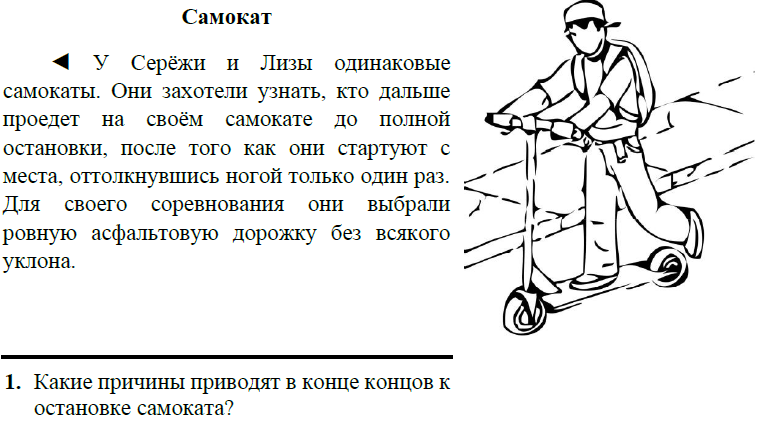 Самокат
◄ У Серёжи и Лизы одинаковые
самокаты. Они захотели узнать, кто дальше
проедет на своём самокате до полной
остановки, после того как они стартуют с
места, оттолкнувшись ногой только один раз.
Для своего соревнования они выбрали
ровную асфальтовую дорожку без всякого
уклона.
1. Какие причины приводят в конце концов к
остановке самоката?